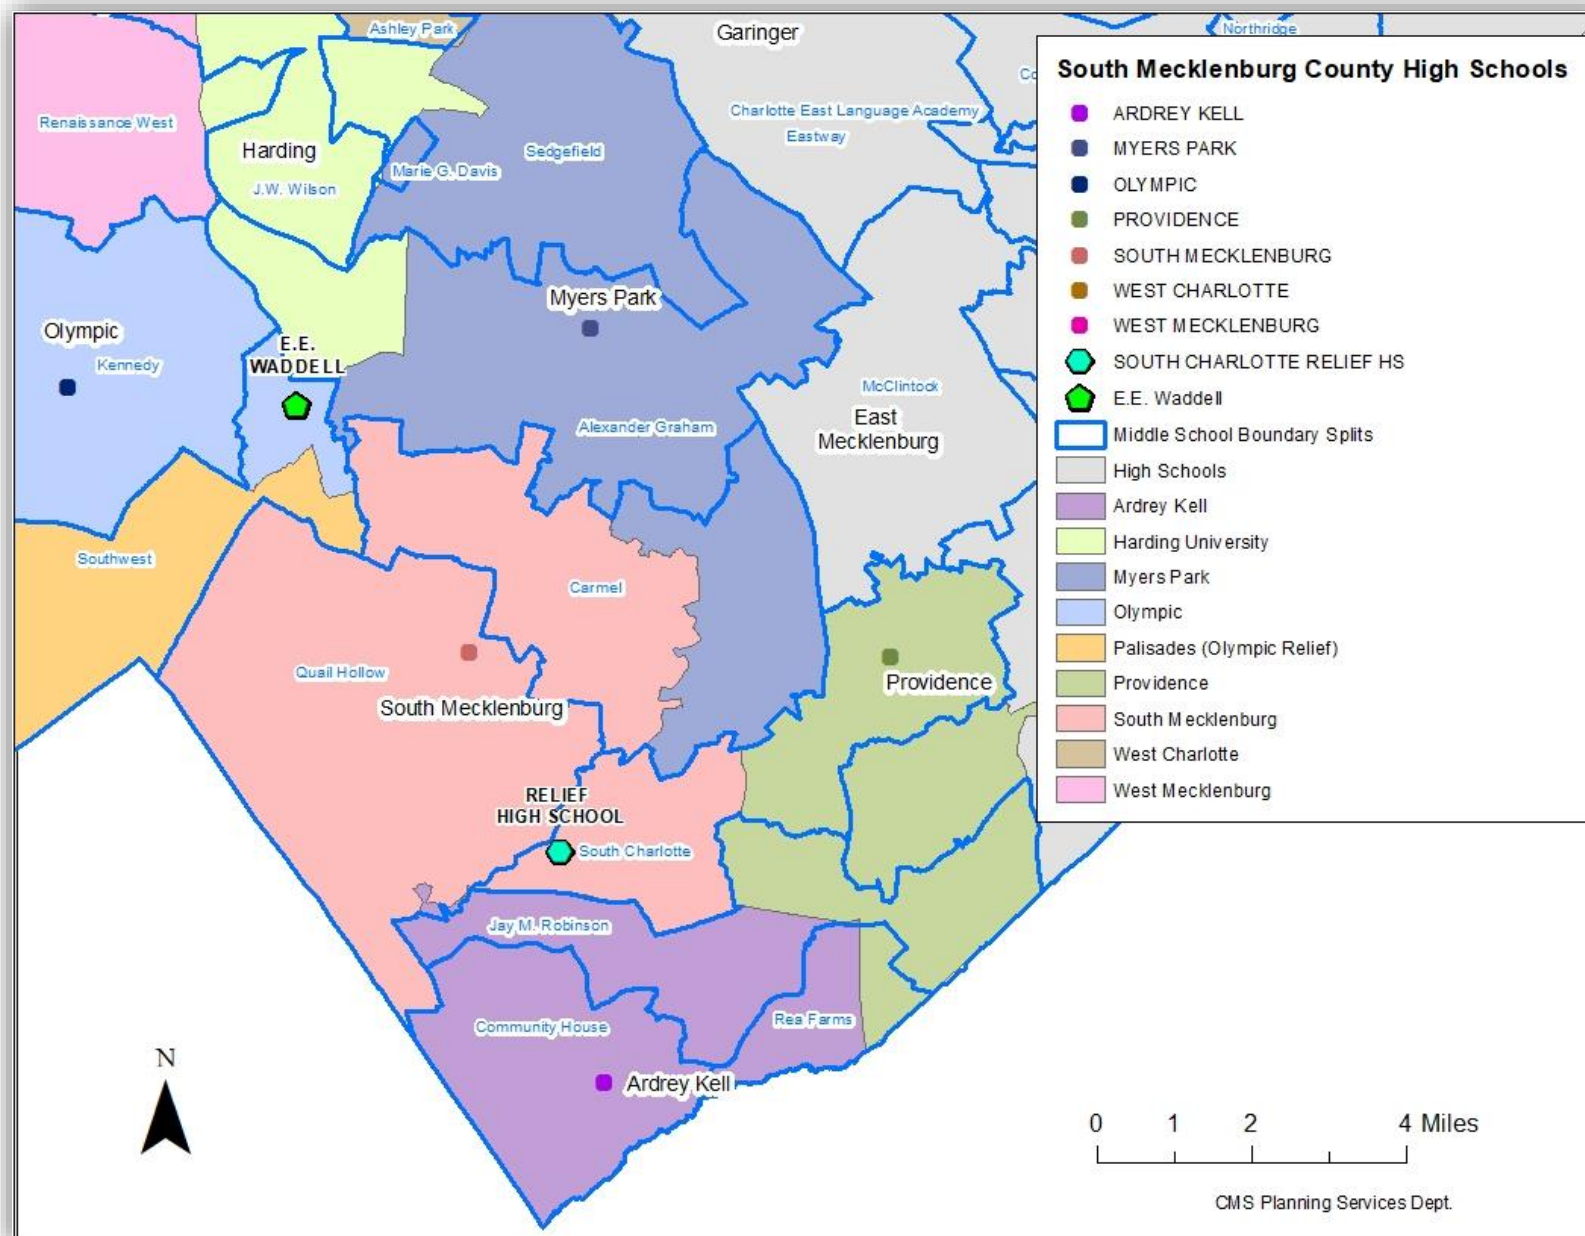 Ashley Park
Garinger
Northridge
Renaissance West
Harding
J.W. Wilson
Marie G. Davis
Sedgefield
Charlotte East Language Academy
Eastway
Co
Olympic
Kennedy
E.E.
WADDELL
Myers Park
Alexander Graham
McClintock
East
Mecklenburg
Southwest
Carmel
Quail Hollow
South Mecklenburg
Providence
RELIEF
HIGH SCHOOL
South Charlotte
Jay M. Robinson
Community House
Rea Farms
Ardrey Kell
South Mecklenburg County High Schools
ARDREY KELL
MYERS PARK
OLYMPIC
PROVIDENCE
SOUTH MECKLENBURG
WEST CHARLOTTE
WEST MECKLENBURG
SOUTH CHARLOTTE RELIEF HS
E.E. Waddell
Middle School Boundary Splits
High Schools
Ardrey Kell
Harding University
Myers Park
Olympic
Palisades (Olympic Relief)
Providence
South Mecklenburg
West Charlotte
West Mecklenburg
N
0 1 2 4 Miles
CMS Planning Services Dept.